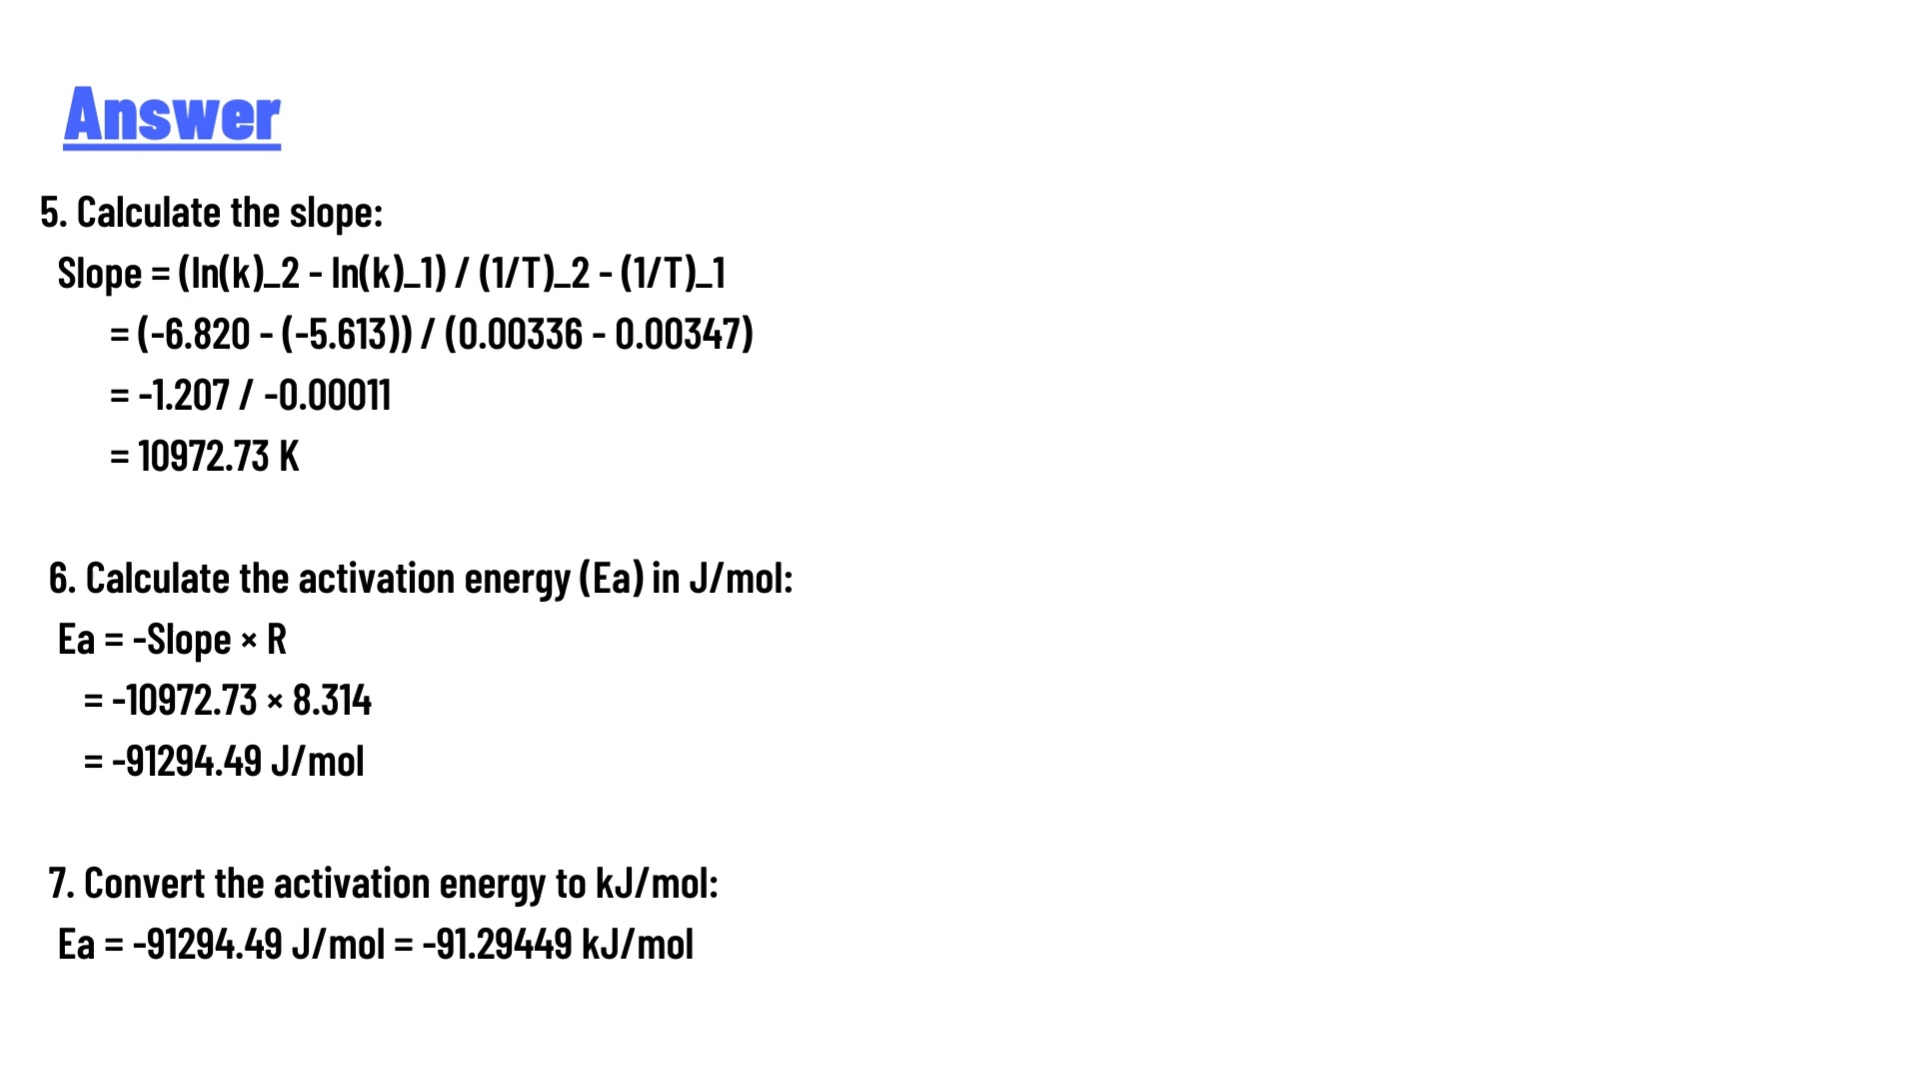 Answer
5. Calculate the slope:
Slope = (ln(k)_2 - ln(k)_1) / (1/T)_2 - (1/T)_1
= (-6.820 - (-5.613)) / (0.00336 - 0.00347)
= -1.207 / -0.00011
= 10972.73 K
6. Calculate the activation energy (Ea) in J/mol:
Ea = -Slope × R
= -10972.73 × 8.314
= -91294.49 J/mol
7. Convert the activation energy to kJ/mol:
Ea = -91294.49 J/mol = -91.29449 kJ/mol